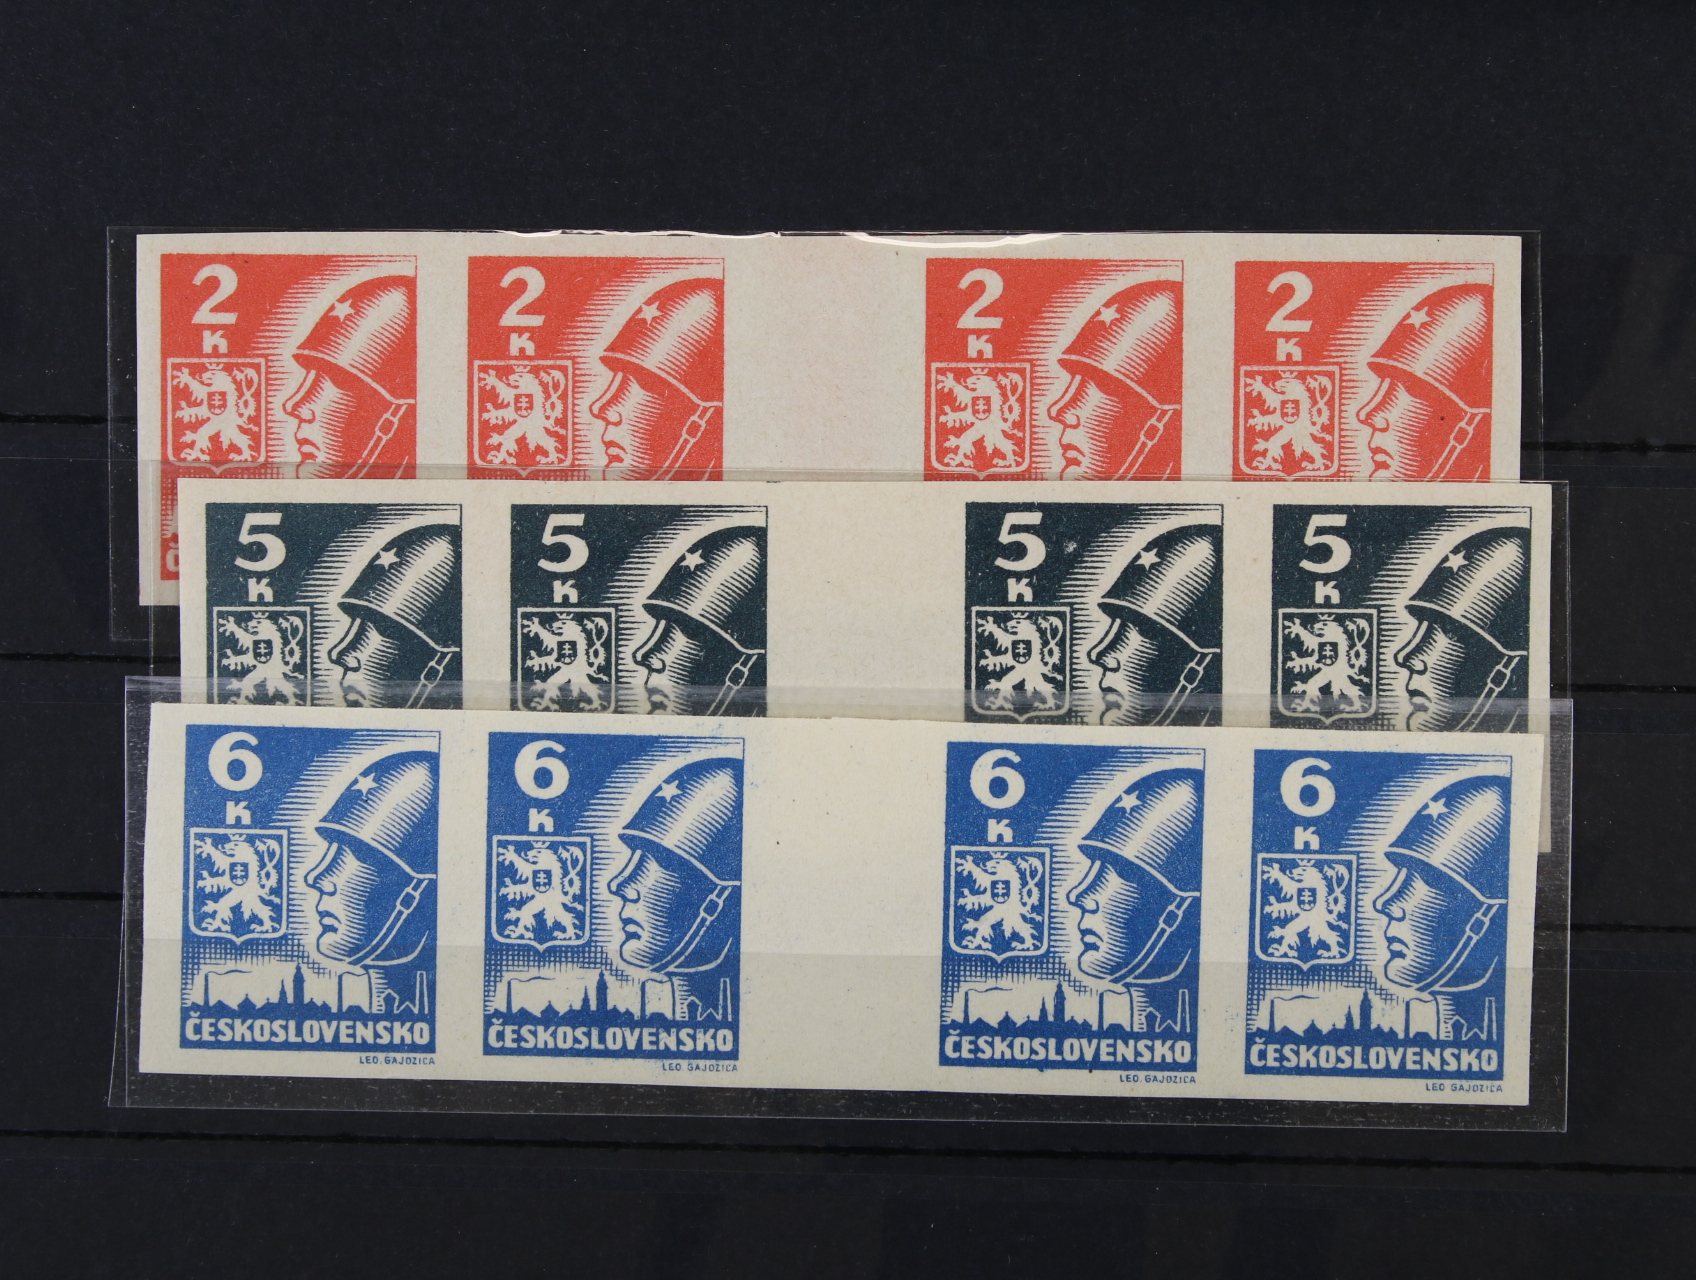 2 2 2 2
K K K K
Č
5 5 5 5
K K K K
6 6 6 6
K K K K
ČESKOSLOVENSKO ČESKOSLOVENSKO ČESKOSLOVENSKO ČESKOSLOVENSKO
LEO. GAJDZICA LEO. GAJDZICA LEO. GAJDZICA LEO GAJDZICA